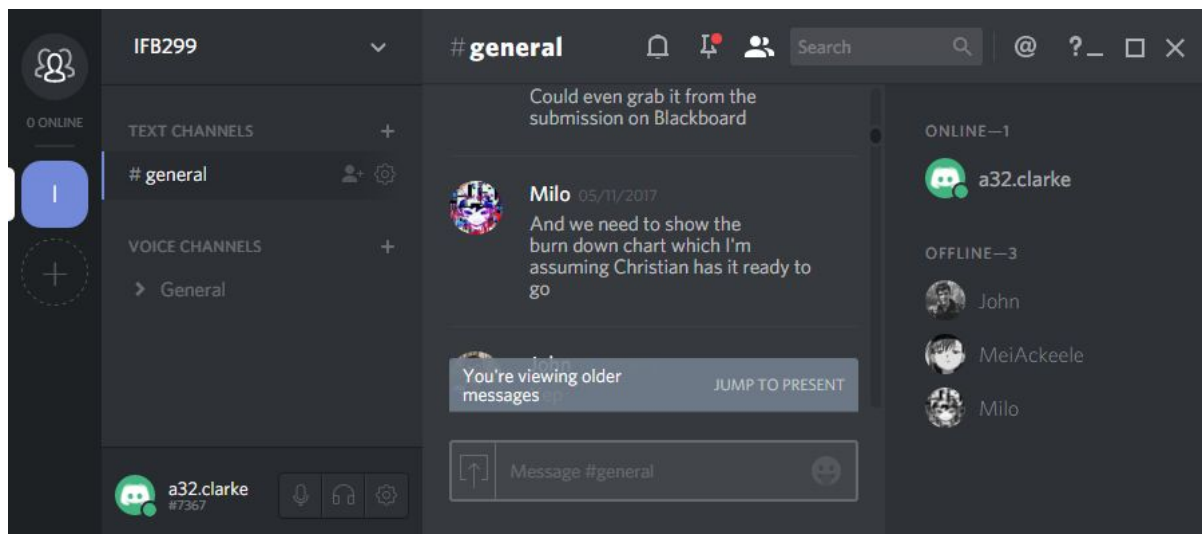 0 ONLINE
I
IFB299
TEXT CHANNELS
# general
VOICE CHANNELS
General
a32.clarke
#7367
#general
Search
@ ?
Could even grab it from the
submission on Blackboard
Milo 05/11/2017
And we need to show the
burn down chart which I'm
assuming Christian has it ready to
go
John
You're viewing older
messages
JUMP TO PRESENT
Message #general
ONLINE—1
a32.clarke
OFFLINE—3
John
MeiAckeele
Milo